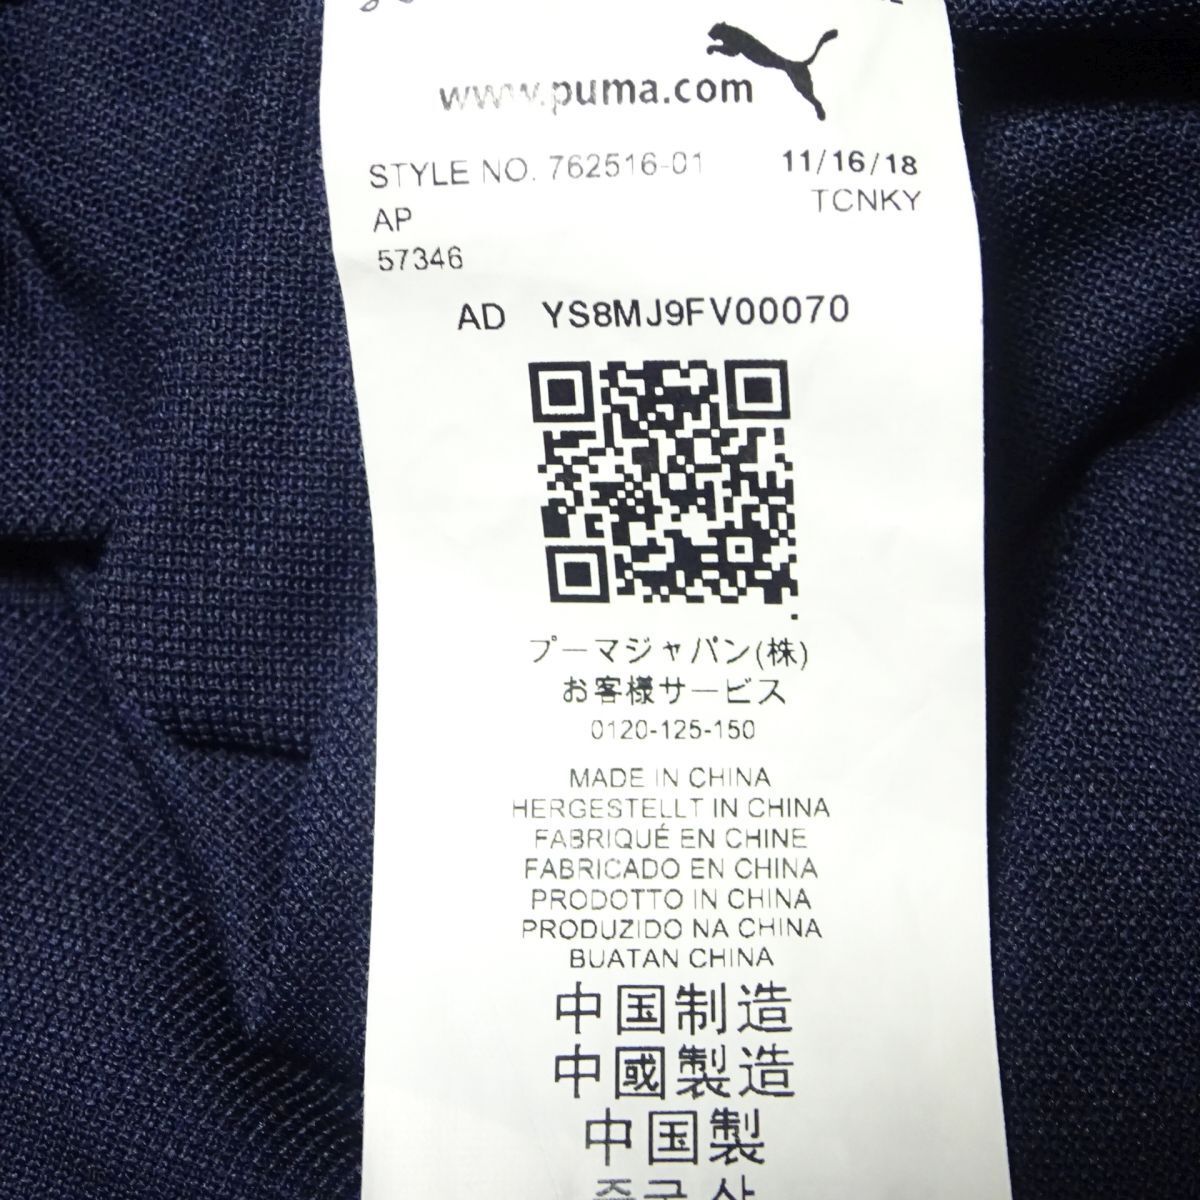 www.puma.com
STYLE NO. 762516-01 11/16/18
AP TCNKY
57346
AD YS8MJ9FV00070
プーマジャパン(株)
お客様サービス
0120-125-150
MADE IN CHINA
HERGESTELLT IN CHINA
FABRIQUÉ EN CHINE
FABRICADO EN CHINA
PRODOTTO IN CHINA
PRODUZIDO NA CHINA
BUATAN CHINA
中国制造
中國製造
中国製
중국산